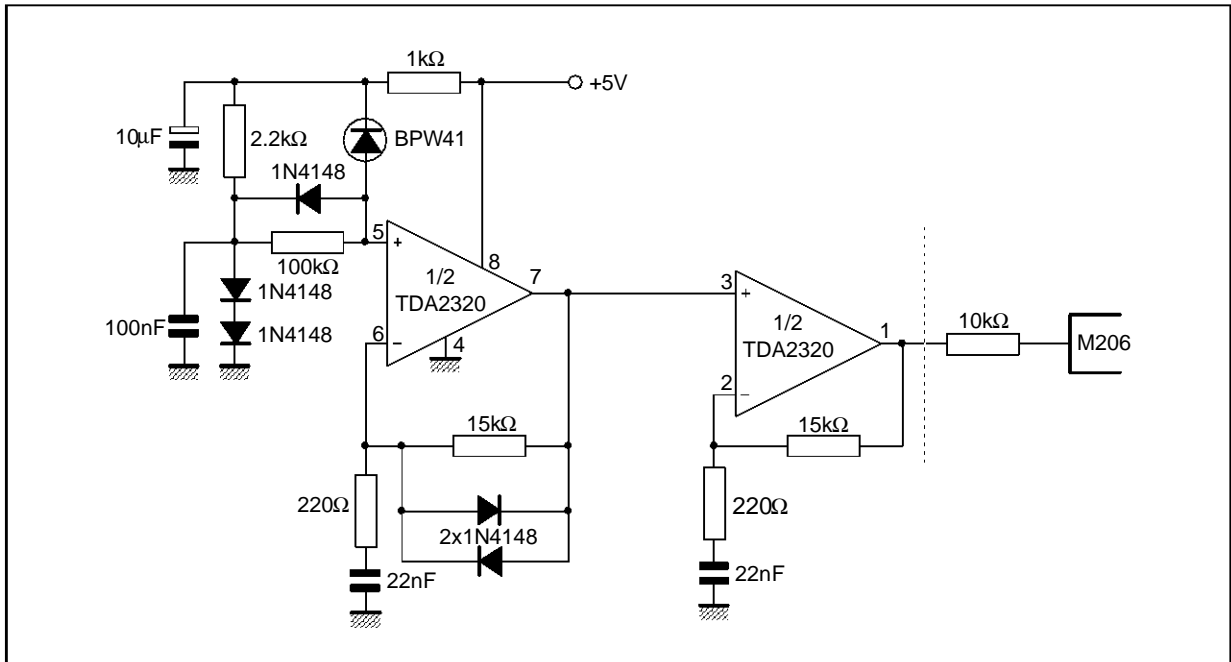 1kΩ
+5V
10μF
2.2kΩ
BPW41
1N4148
5
+
8
7
100kΩ
1/2
TDA2320
3
+
1N4148
1/2
TDA2320
1
10kΩ
M206
100nF
1N4148
6
−
4
2
−
15kΩ
15kΩ
220Ω
220Ω
2x1N4148
22nF
22nF